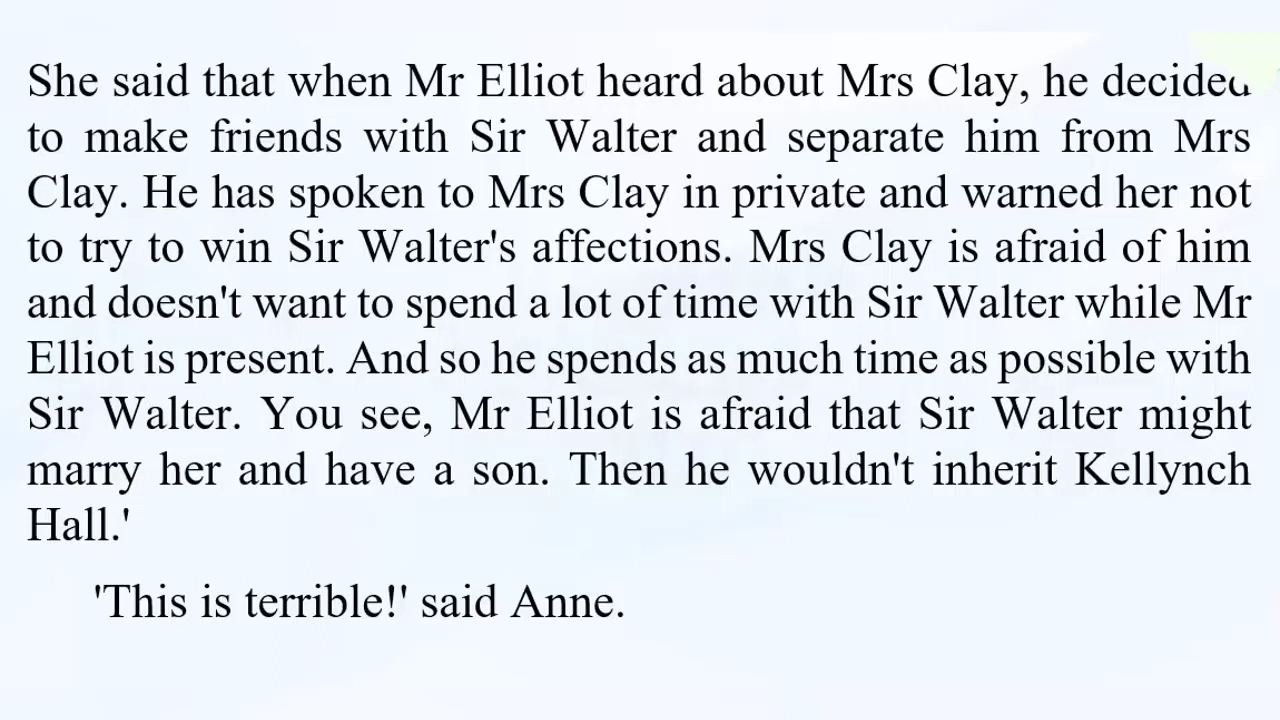 She said that when Mr Elliot heard about Mrs Clay, he decided
to make friends with Sir Walter and separate him from Mrs
Clay. He has spoken to Mrs Clay in private and warned her not
to try to win Sir Walter's affections. Mrs Clay is afraid of him
and doesn't want to spend a lot of time with Sir Walter while Mr
Elliot is present. And so he spends as much time as possible with
Sir Walter. You see, Mr Elliot is afraid that Sir Walter might
marry her and have a son. Then he wouldn't inherit Kellynch
Hall.'
'This is terrible!' said Anne.